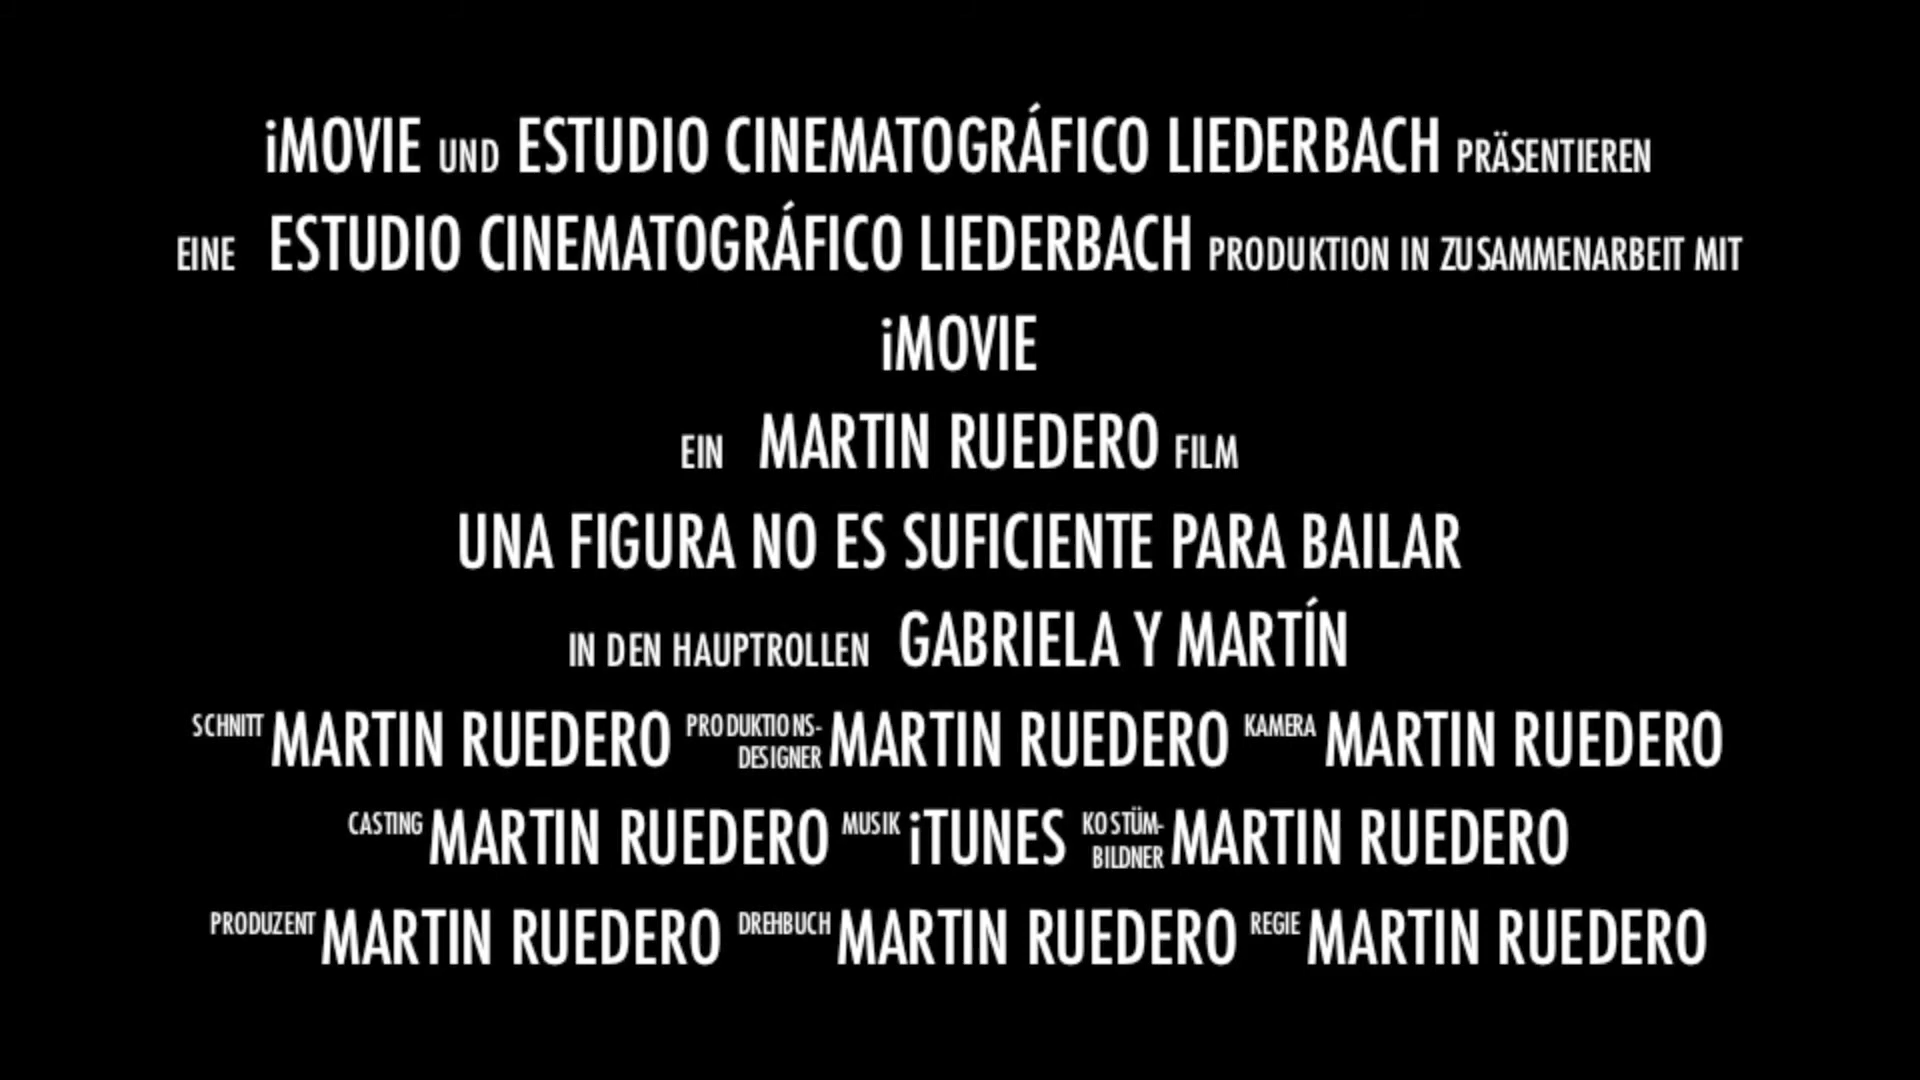 iMOVIE UND ESTUDIO CINEMATOGRÁFICO LIEDERBACH PRÄSENTIEREN
EINE ESTUDIO CINEMATOGRÁFICO LIEDERBACH PRODUKTION IN ZUSAMMENARBEIT MIT
iMOVIE
EIN MARTIN RUEDERO FILM
UNA FIGURA NO ES SUFICIENTE PARA BAILAR
IN DEN HAUPTROLLEN GABRIELA Y MARTÍN
SCHNITT MARTIN RUEDERO PRODUKTIONS-DESIGNER MARTIN RUEDERO KAMERA MARTIN RUEDERO
CASTING MARTIN RUEDERO MUSIK iTUNES KOSTÜM-BILDNER MARTIN RUEDERO
PRODUZENT MARTIN RUEDERO DREHBUCH MARTIN RUEDERO REGIE MARTIN RUEDERO